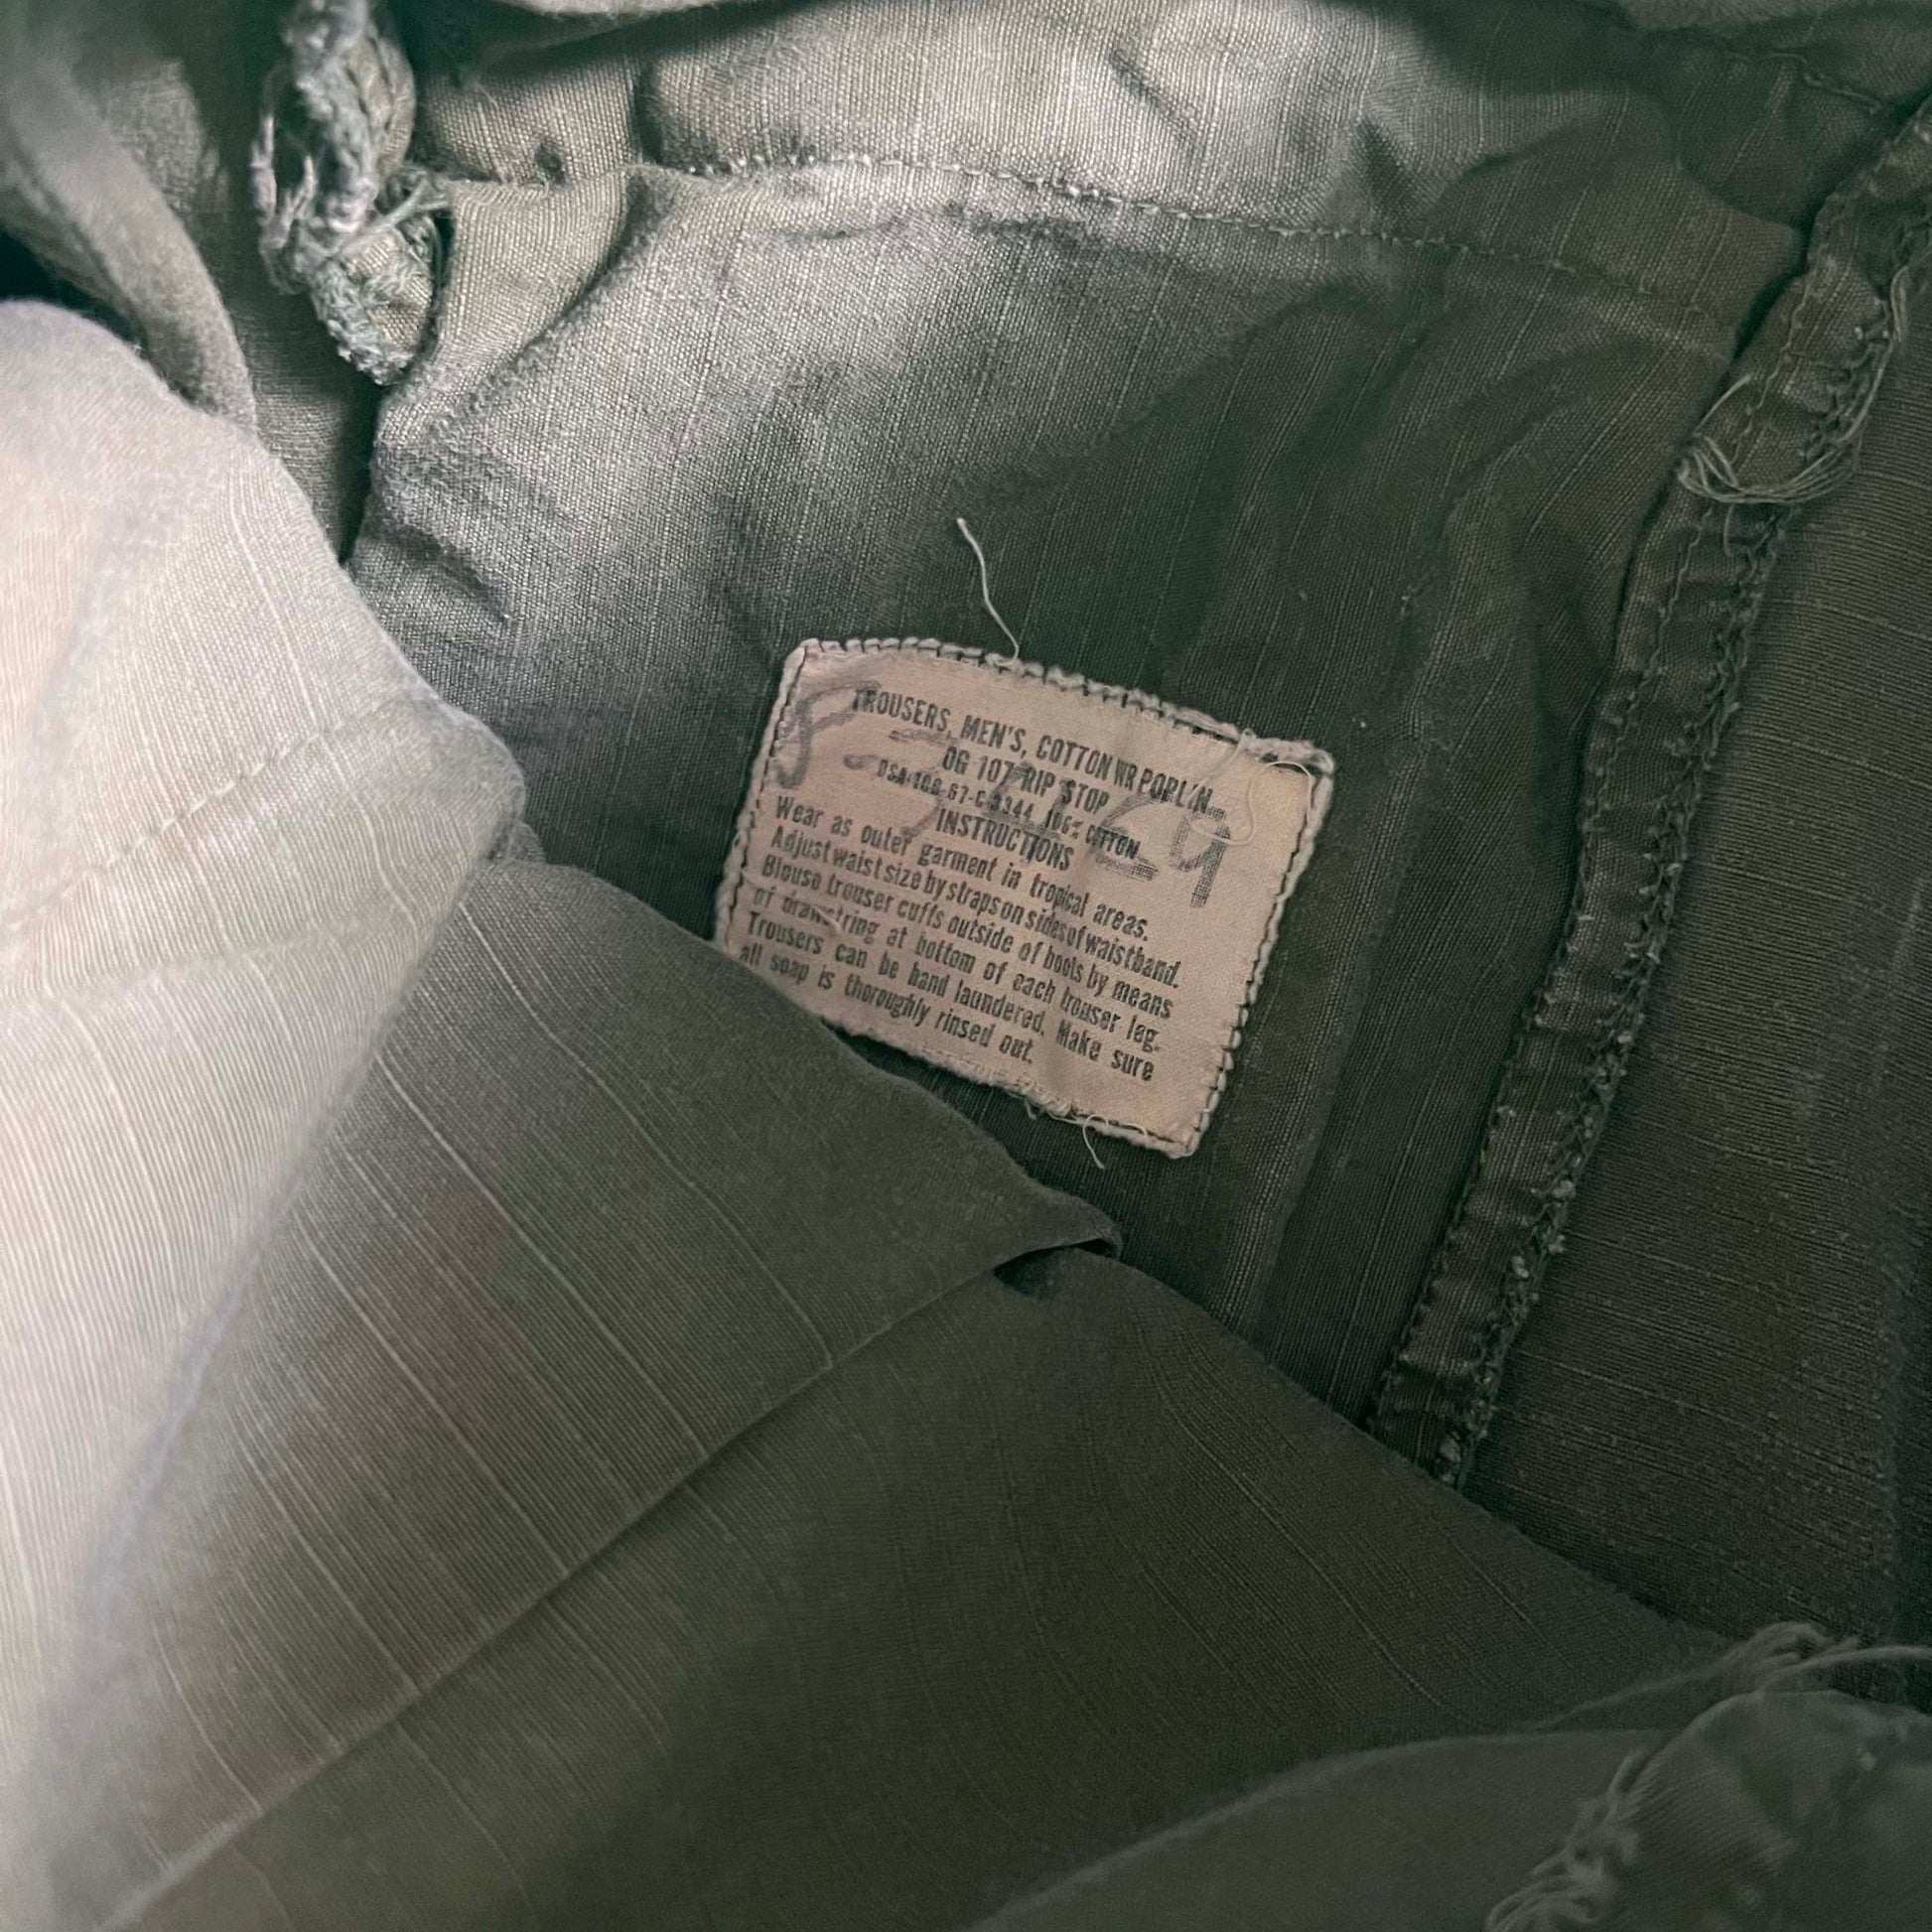 TROUSERS, MEN'S, COTTON WR POPLIN
OG 107 RIP STOP
DSA-100-67-C-3344 100% COTTON
INSTRUCTIONS
Wear as outer garment in tropical areas.
Adjust waist size by straps on sides of waistband.
Blouse trouser cuffs outside of boots by means
of drawstring at bottom of each trouser leg.
Trousers can be hand laundered. Make sure
all soap is thoroughly rinsed out.